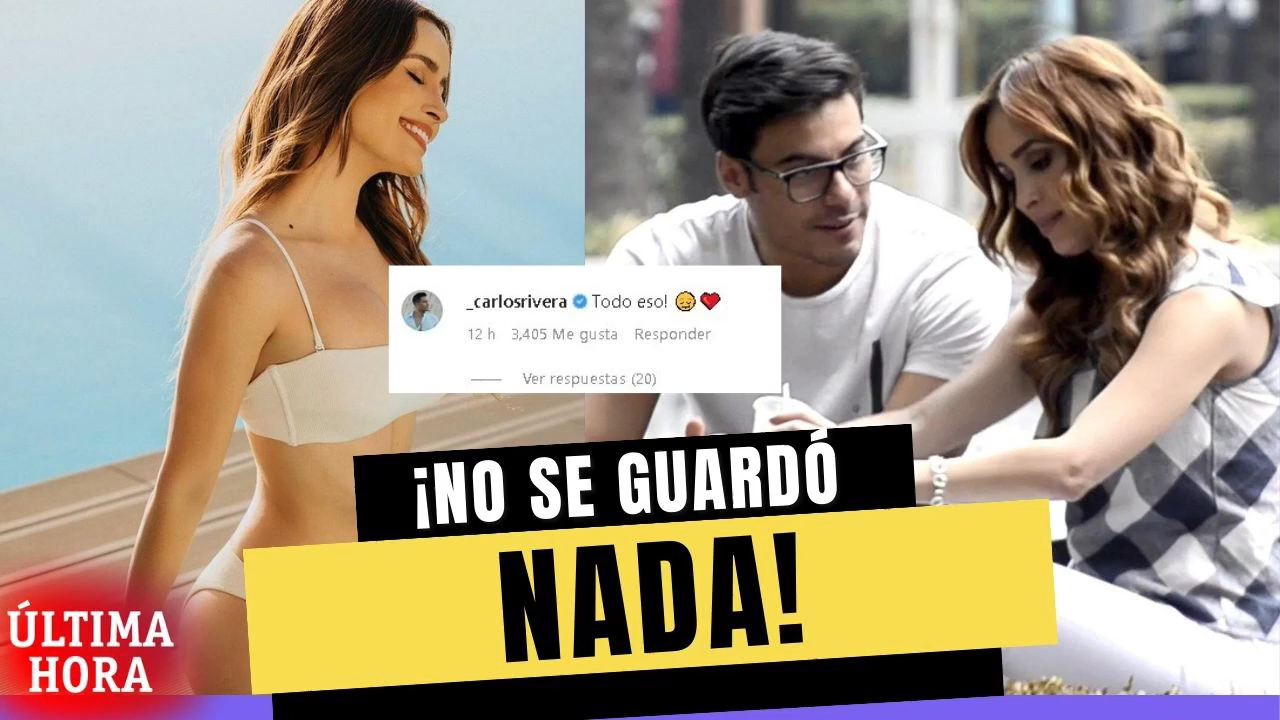 _carlosrivera Todo eso! 😖❤️
12 h 3,405 Me gusta Responder
Ver respuestas (20)
¡NO SE GUARDÓ
NADA!
ÚLTIMA
HORA